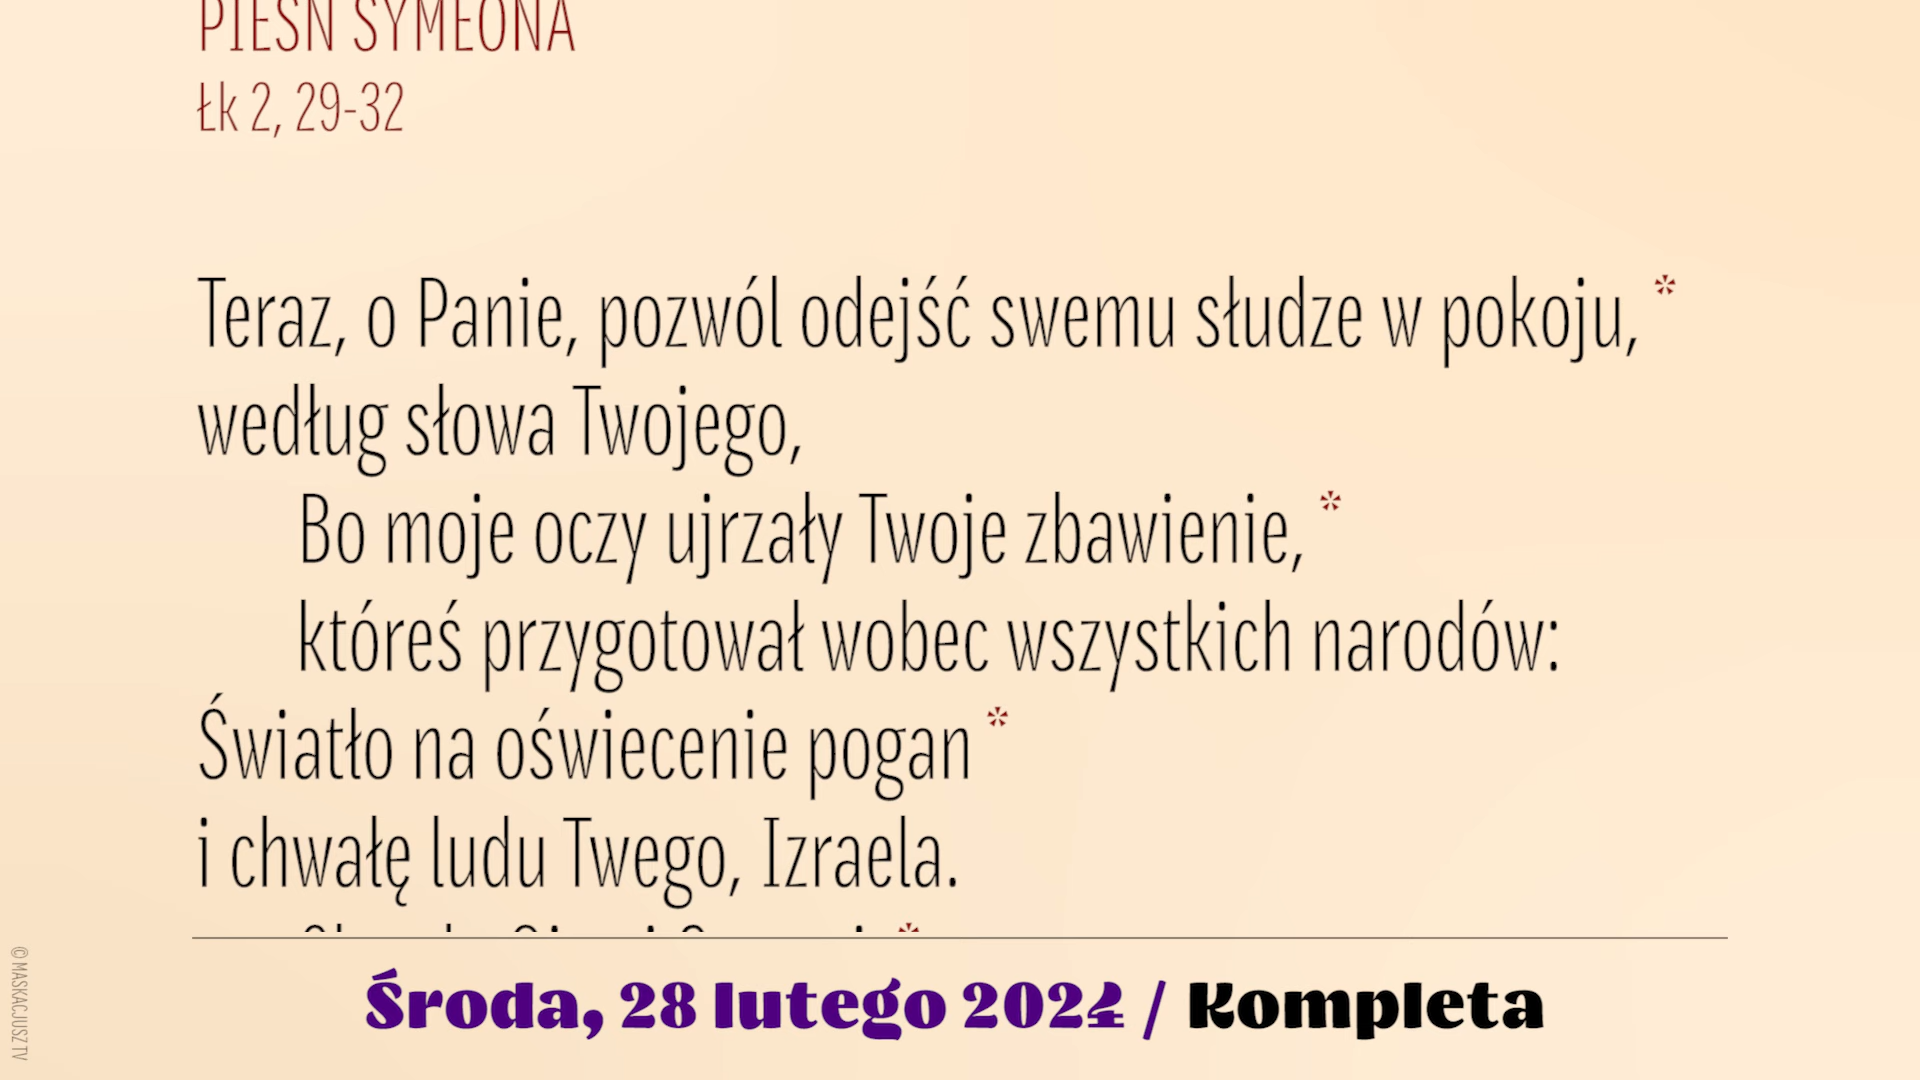 PIEŚŃ SYMEONA
Łk 2, 29-32
Teraz, o Panie, pozwól odejść swemu słudze w pokoju, *
według słowa Twojego,
Bo moje oczy ujrzały Twoje zbawienie, *
któreś przygotował wobec wszystkich narodów:
Światło na oświecenie pogan *
i chwałę ludu Twego, Izraela.
Środa, 28 lutego 2024 / Kompleta
© MASKACJUSZ TV